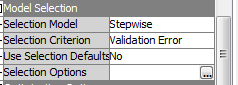 Model Selection
Selection Model Stepwise
Selection Criterion Validation Error
Use Selection Defaults No
Selection Options ...